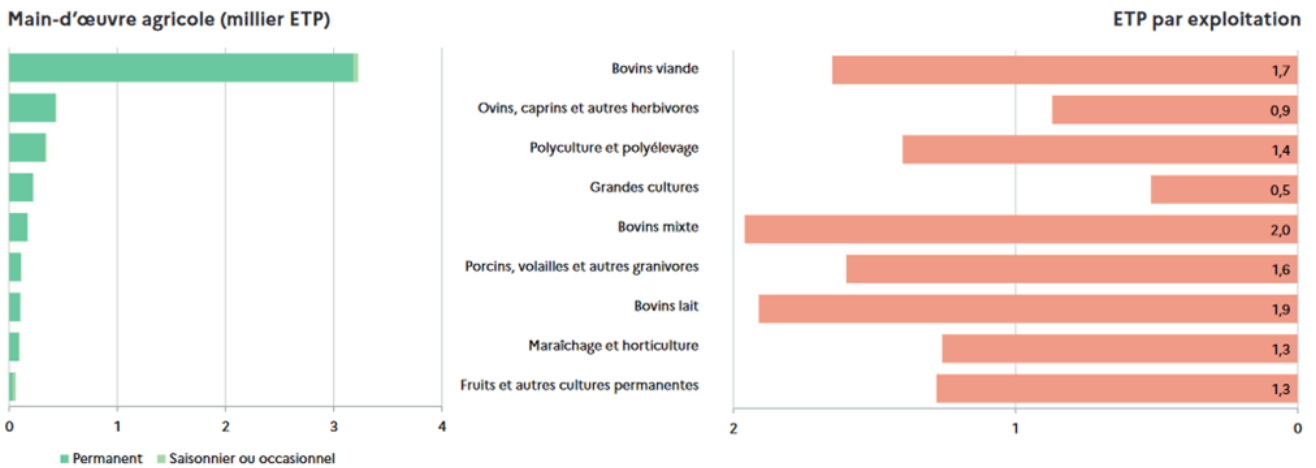 Main-d'œuvre agricole (millier ETP)
ETP par exploitation
Bovins viande
1,7
Ovins, caprins et autres herbivores
0,9
Polyculture et polyélevage
1,4
Grandes cultures
0,5
Bovins mixte
2,0
Porcins, volailles et autres granivores
1,6
Bovins lait
1,9
Maraîchage et horticulture
1,3
Fruits et autres cultures permanentes
1,3
0 1 2 3 4
2 1 0
Permanent Saisonnier ou occasionnel